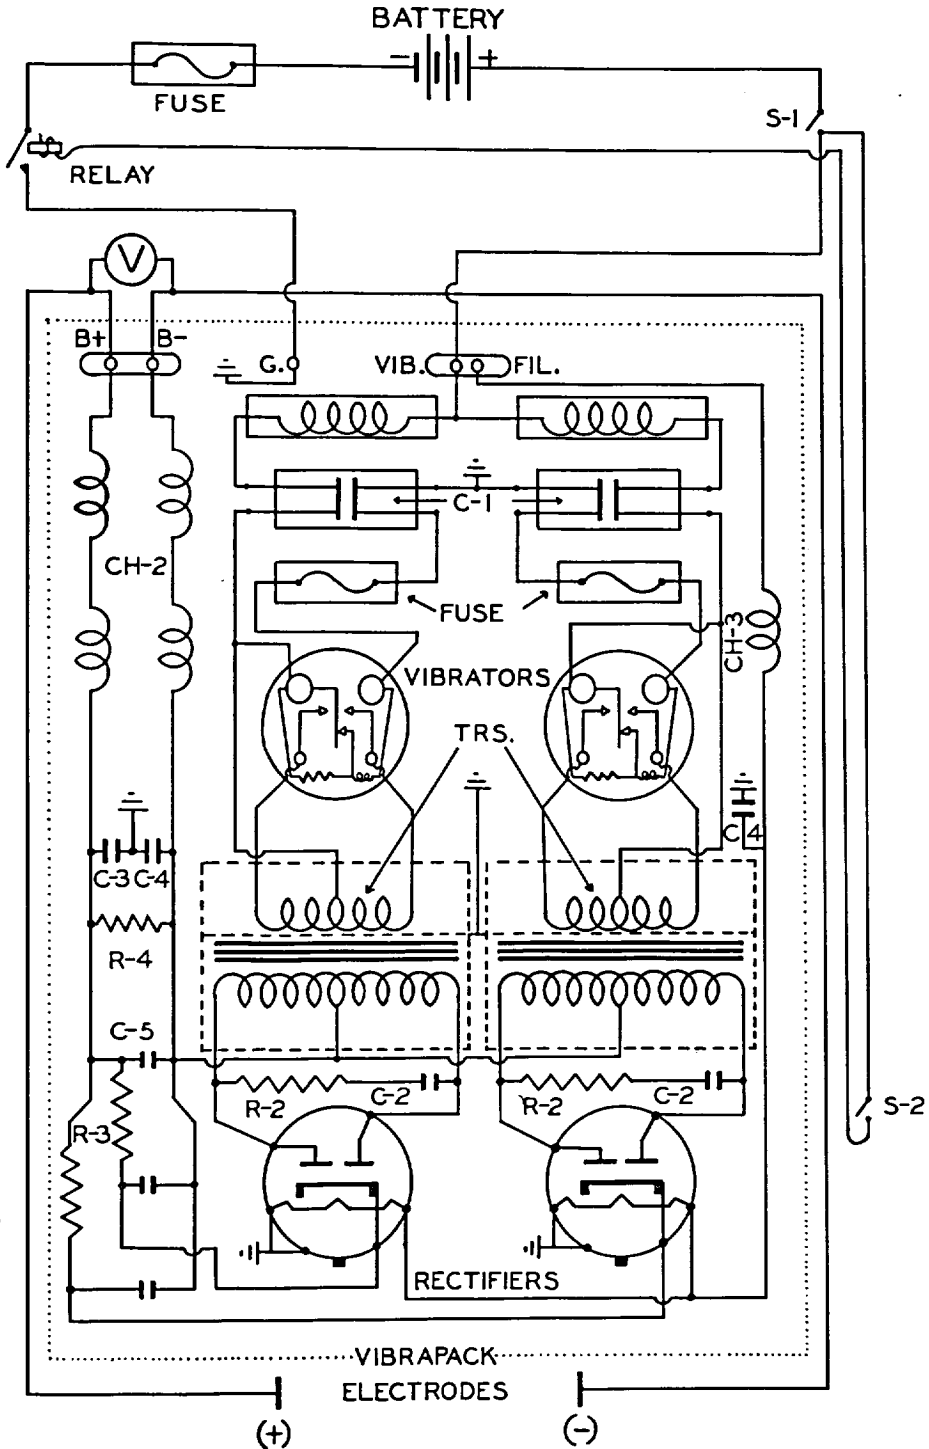 BATTERY
- +
FUSE
S-1
RELAY
V
B+ B-
G. VIB. FIL.
C-1
CH-2
FUSE
CH-3
VIBRATORS
TRS.
C 4
C-3 C-4
R-4
C-5
R-2 C-2 R-2 C-2
S-2
R-3
RECTIFIERS
VIBRAPACK
ELECTRODES
(+) (-)